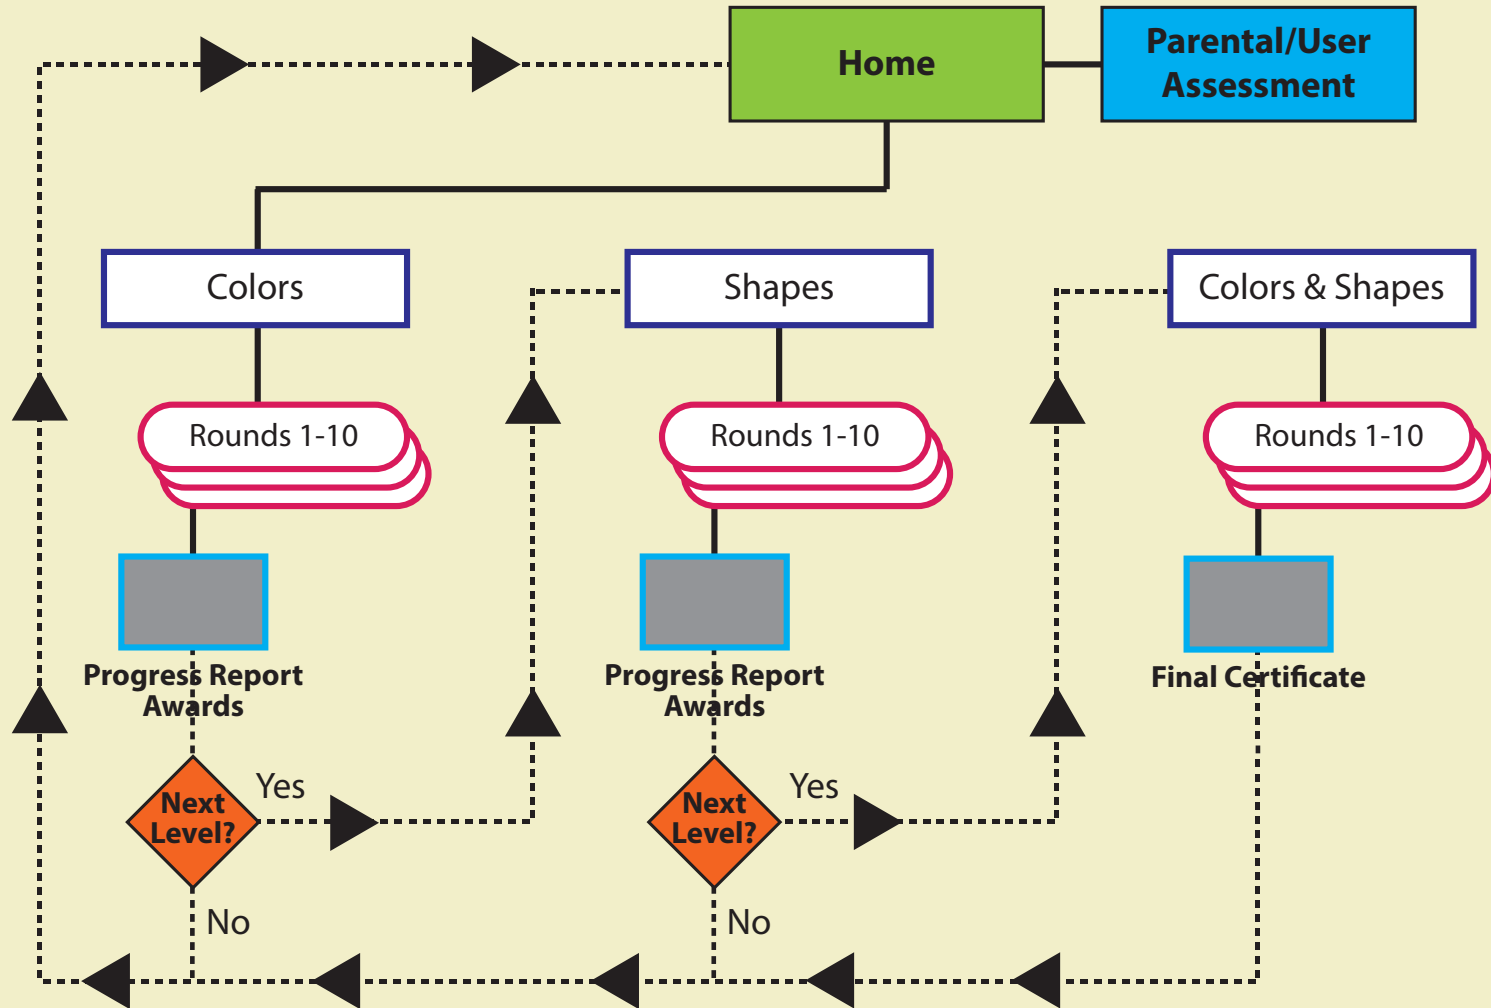 Home
Parental/User
Assessment
Colors
Shapes
Colors & Shapes
Rounds 1-10
Rounds 1-10
Rounds 1-10
Progress Report
Awards
Progress Report
Awards
Final Certificate
Next
Level?
Yes
No
Next
Level?
Yes
No